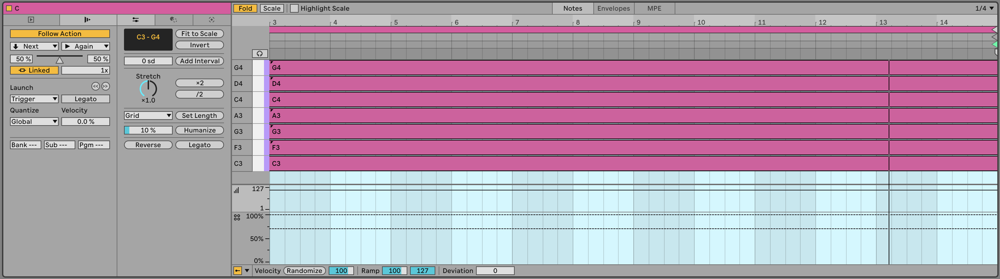 C
Fold Scale Highlight Scale Notes Envelopes MPE 1/4
3 4 5 6 7 8 9 10 11 12 13 14
Follow Action
Next Again
50 % 50 %
Linked 1x
Launch
Trigger Legato
Quantize Velocity
Global 0.0 %
Bank --- Sub --- Pgm ---
C3 - G4 Fit to Scale
Invert
0 sd Add Interval
Stretch
×2
/2
×1.0
Grid Set Length
10 % Humanize
Reverse Legato
G4 G4
D4 D4
C4 C4
A3 A3
G3 G3
F3 F3
C3 C3
127
1
100%
50%
0%
Velocity Randomize 100 Ramp 100 127 Deviation 0